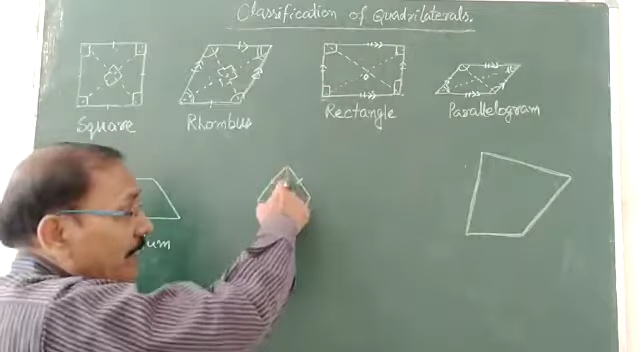 Classification of Quadrilaterals.
Square
Rhombus
Rectangle
Parallelogram